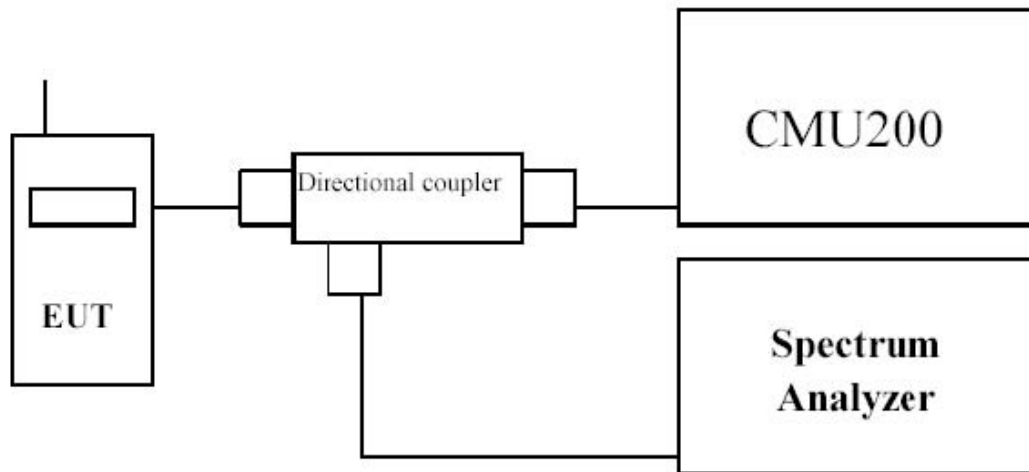 CMU200
Directional coupler
EUT
Spectrum
Analyzer